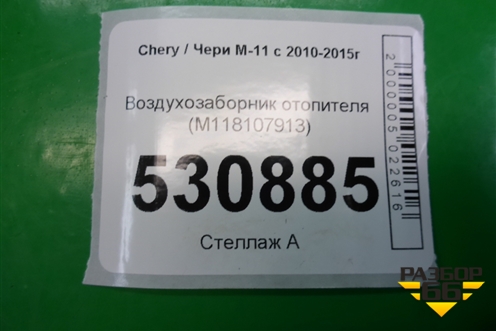 Chery / Чери М-11 с 2010-2015г
Воздухозаборник отопителя
(M118107913)
530885
Стеллаж А
2000005022616
РАЗБОР
66